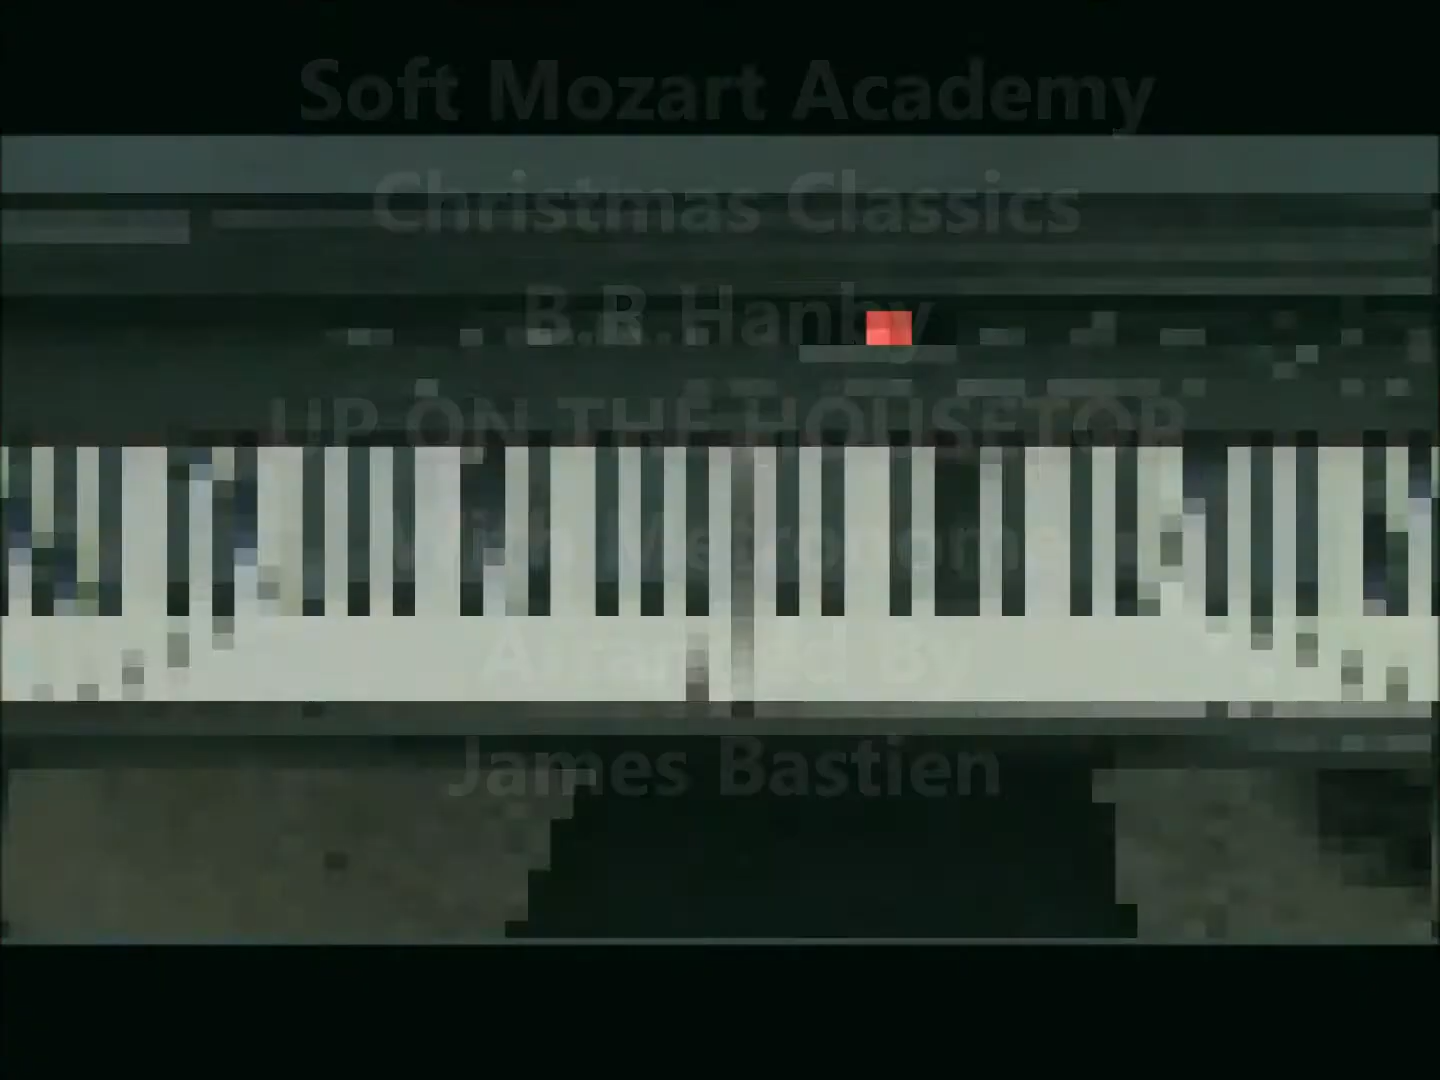 Soft Mozart Academy
Christmas Classics
B.R.Hanby
UP ON THE HOUSETOP
With Metronome
Arranged By
James Bastien